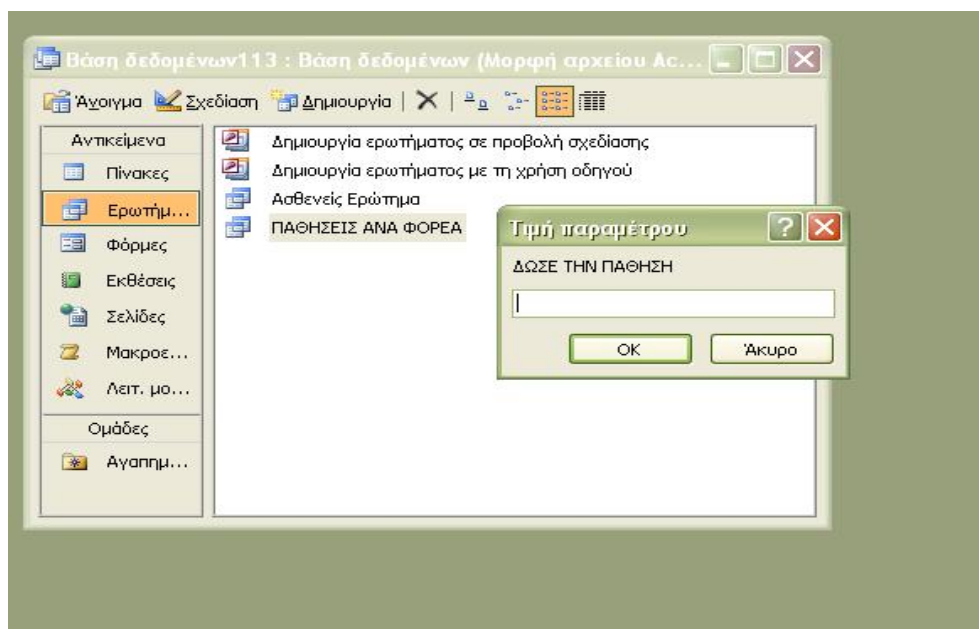 Βάση δεδομένων113 : Βάση δεδομένων (Μορφή αρχείου Ac...
Άνοιγμα Σχεδίαση Δημιουργία
Αντικείμενα
Πίνακες
Ερωτήμ...
Φόρμες
Εκθέσεις
Σελίδες
Μακροε...
Λειτ. μο...
Ομάδες
Αγαπημ...
Δημιουργία ερωτήματος σε προβολή σχεδίασης
Δημιουργία ερωτήματος με τη χρήση οδηγού
Ασθενείς Ερώτημα
ΠΑΘΗΣΕΙΣ ΑΝΑ ΦΟΡΕΑ
Τιμή παραμέτρου
ΔΩΣΕ ΤΗΝ ΠΑΘΗΣΗ
OK Άκυρο